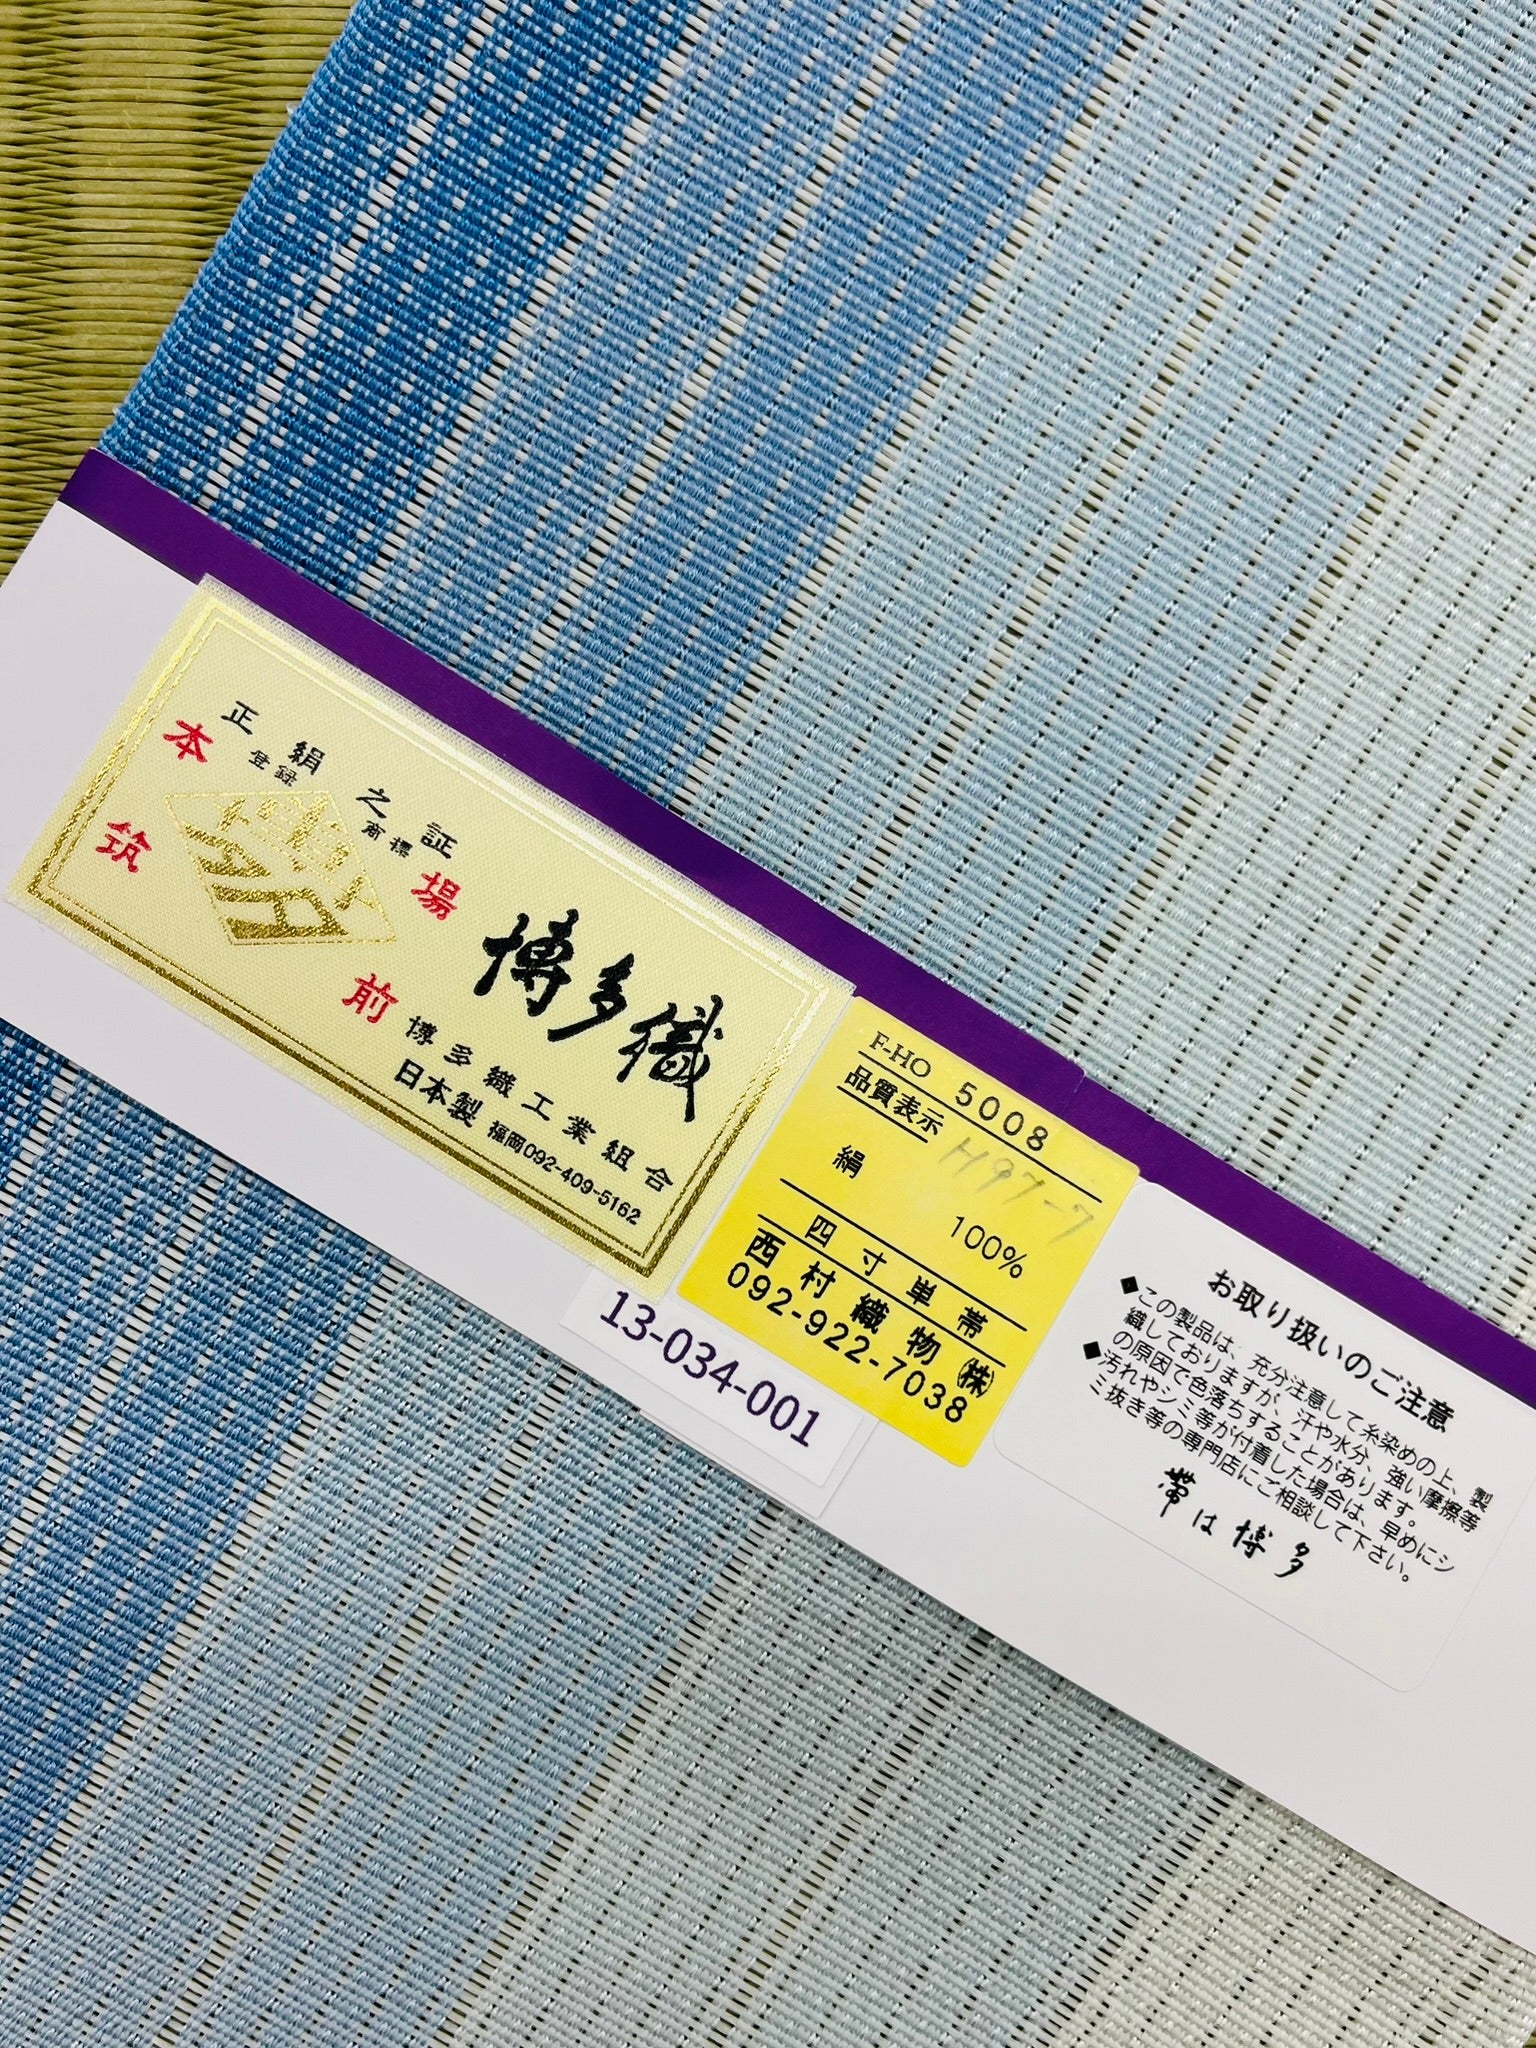 正絹之証
登録 商標
本場
筑前
博多織
博多織工業組合
日本製 福岡092-409-5162
F-HO 5008
品質表示 H97-7
絹 100%
四寸単帯
西村織物㈱
092-922-7038
13-034-001
お取り扱いのご注意
◆この製品は、充分注意して糸染めの上、製
織しておりますが、汗や水分、強い摩擦等
の原因で色落ちすることがあります。
◆汚れやシミ等が付着した場合は、早めにシ
ミ抜き等の専門店にご相談して下さい。
帯は博多